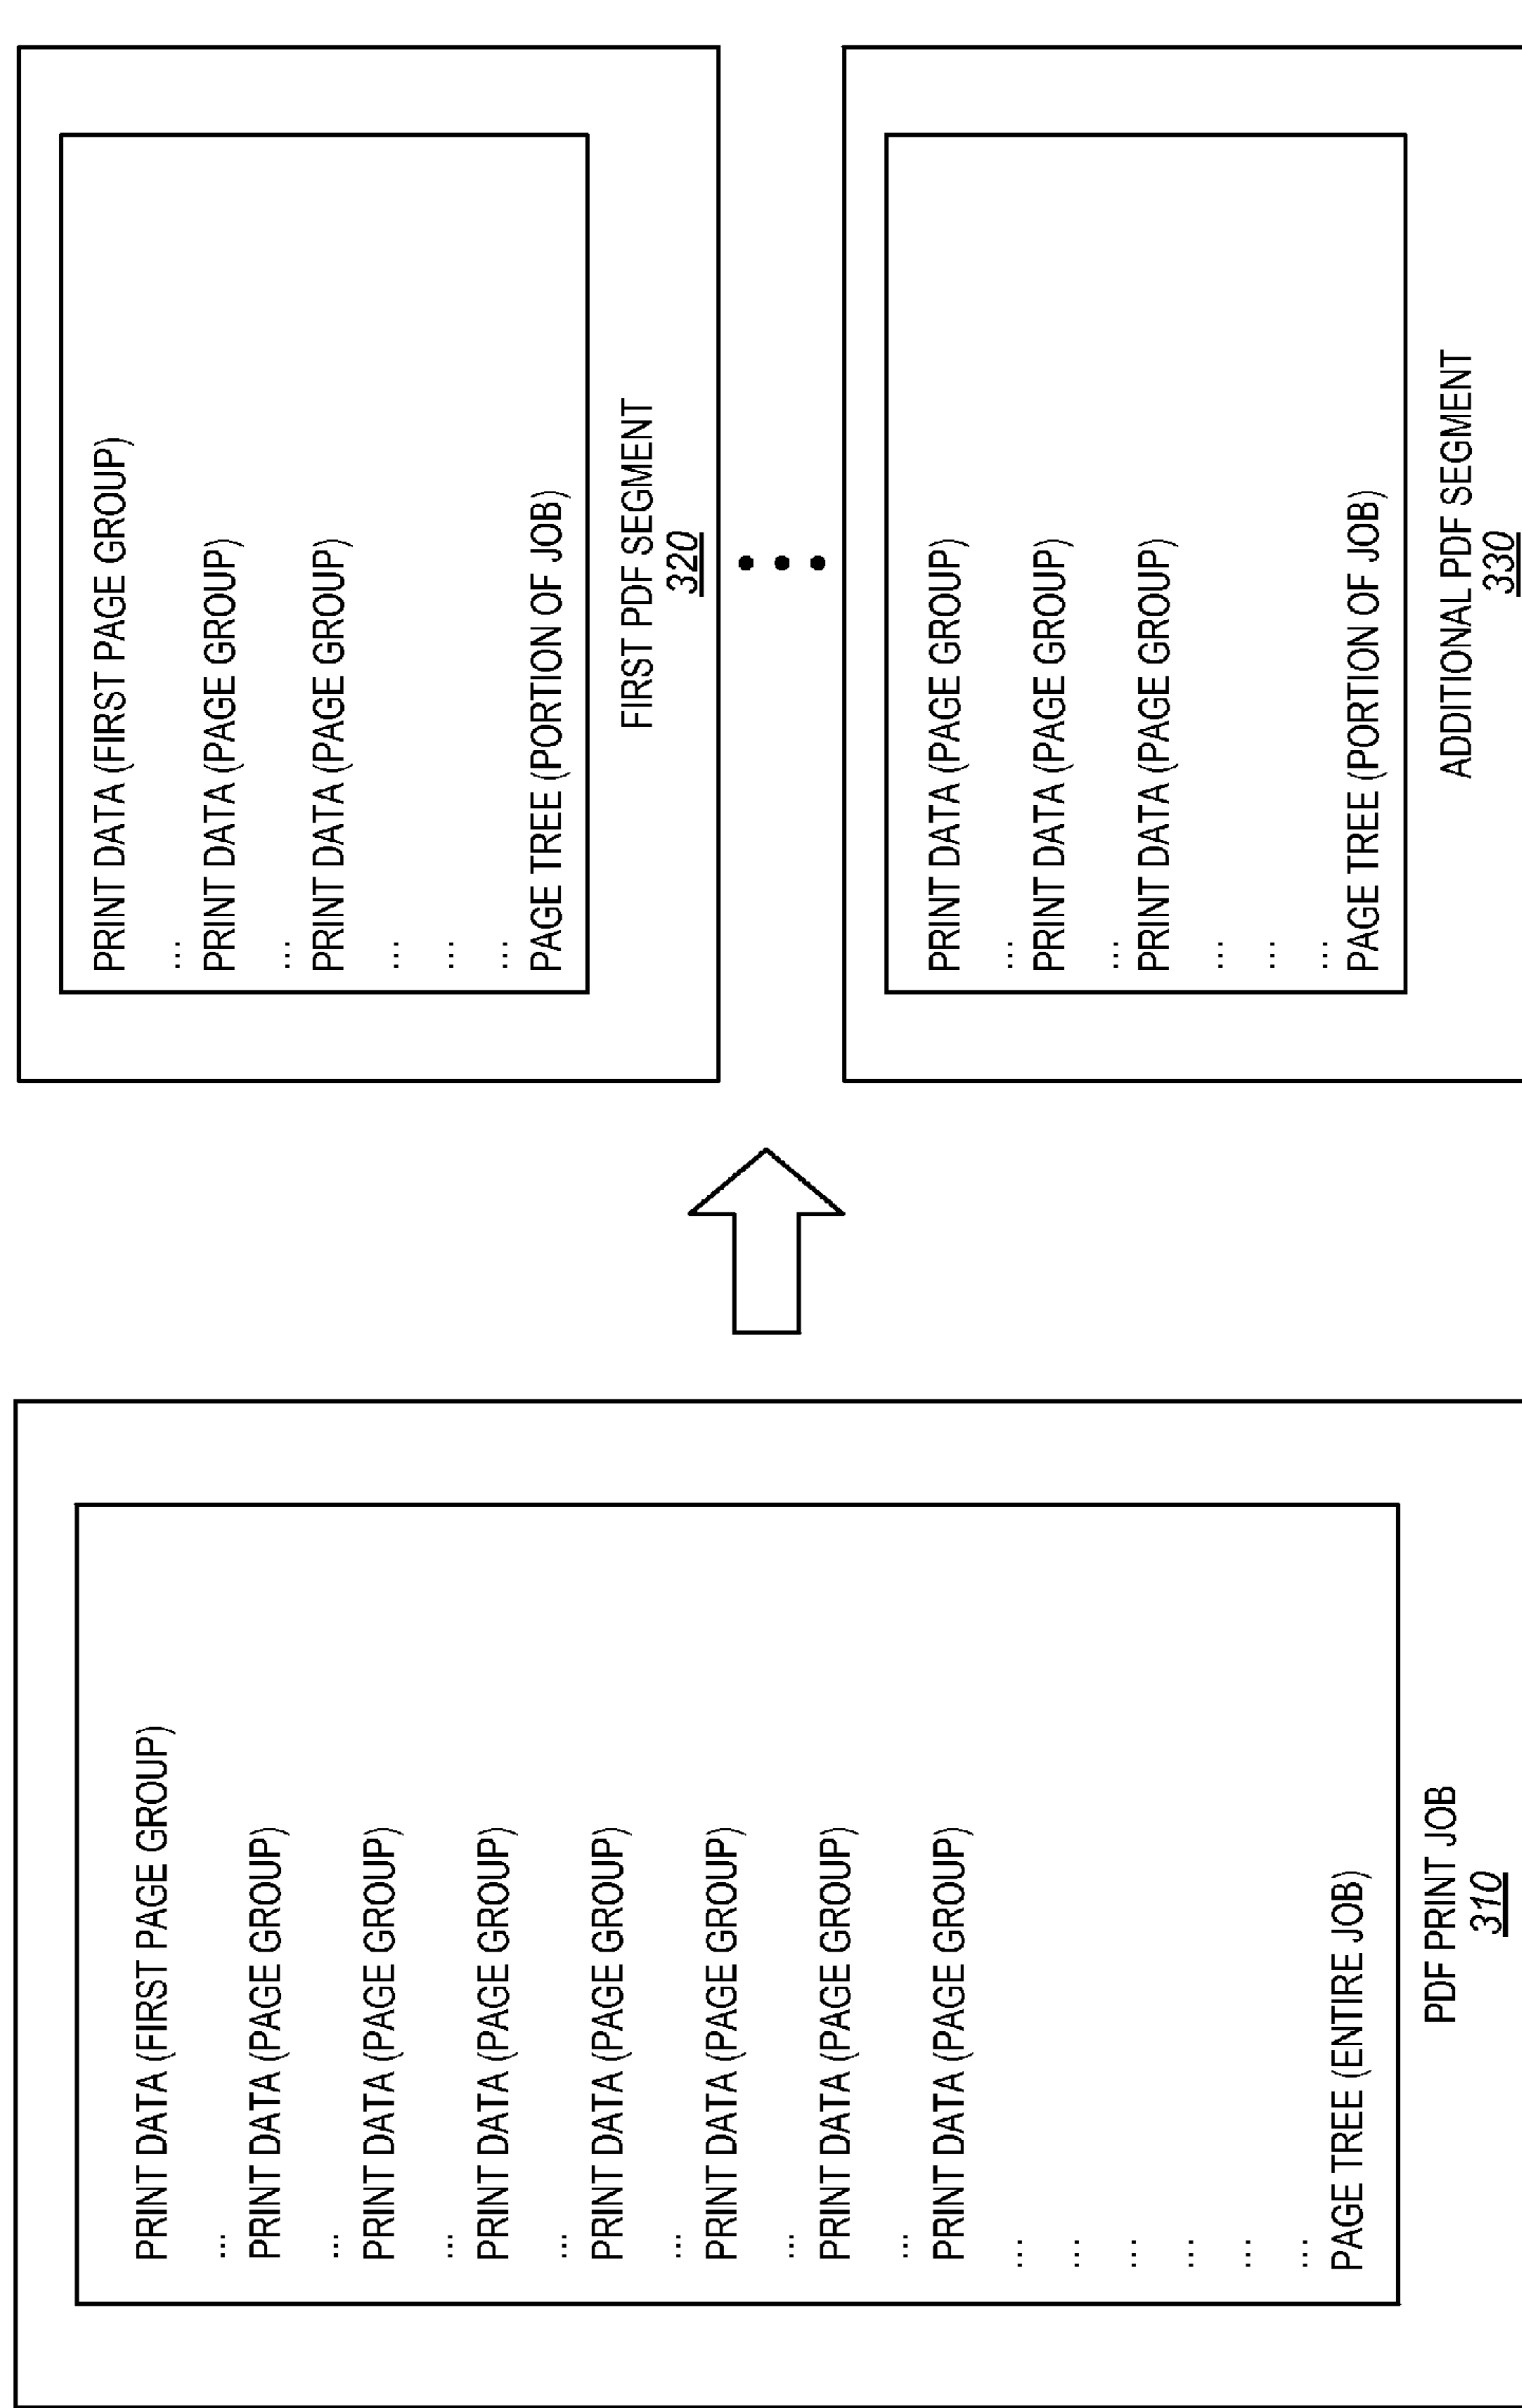 PRINT DATA (FIRST PAGE GROUP)
...
PRINT DATA (PAGE GROUP)
...
PRINT DATA (PAGE GROUP)
...
PRINT DATA (PAGE GROUP)
...
PRINT DATA (PAGE GROUP)
...
PRINT DATA (PAGE GROUP)
...
PRINT DATA (PAGE GROUP)
...
PRINT DATA (PAGE GROUP)
...
...
...
...
...
...
PAGE TREE (ENTIRE JOB)
PDF PRINT JOB
310
PRINT DATA (FIRST PAGE GROUP)
...
PRINT DATA (PAGE GROUP)
...
PRINT DATA (PAGE GROUP)
...
...
...
PAGE TREE (PORTION OF JOB)
FIRST PDF SEGMENT
320
PRINT DATA (PAGE GROUP)
...
PRINT DATA (PAGE GROUP)
...
PRINT DATA (PAGE GROUP)
...
...
...
PAGE TREE (PORTION OF JOB)
ADDITIONAL PDF SEGMENT
330